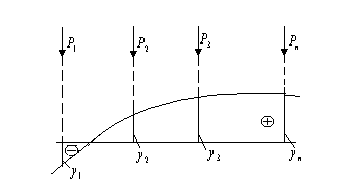 P₁ P₂ P₃ Pₙ
⊖ ⊕
y₁ y₂ y₃ yₙ